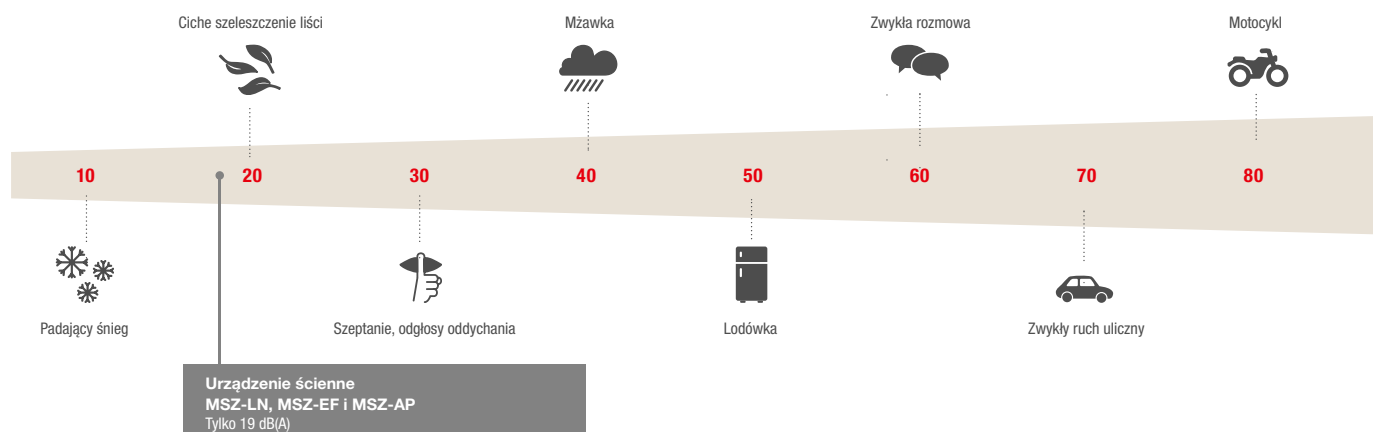 Ciche szeleszczenie liści
Mżawka
Zwykła rozmowa
Motocykl
10
20
30
40
50
60
70
80
Padający śnieg
Szeptanie, odgłosy oddychania
Lodówka
Zwykły ruch uliczny
Urządzenie ścienne
MSZ-LN, MSZ-EF i MSZ-AP
Tylko 19 dB(A)